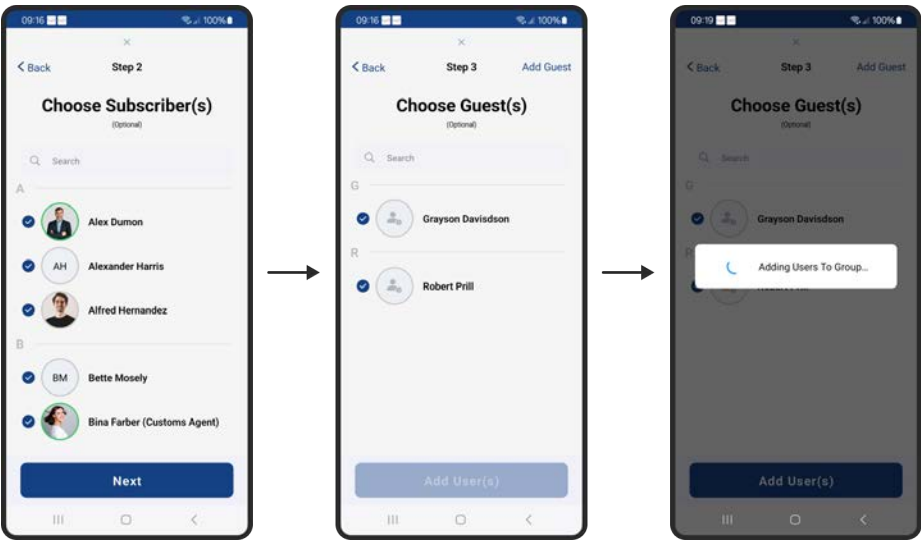 09:16
100%
×
Back
Step 2
Choose Subscriber(s)
(Optional)
Search
A
Alex Dumon
AH
Alexander Harris
Alfred Hernandez
B
BM
Bette Mosely
Bina Farber (Customs Agent)
Next
09:16
100%
×
Back
Step 3
Add Guest
Choose Guest(s)
(Optional)
Search
G
Grayson Davisdson
R
Robert Prill
Add User(s)
09:19
100%
×
Back
Step 3
Add Guest
Choose Guest(s)
(Optional)
Search
G
Grayson Davisdson
Adding Users To Group...
Add User(s)